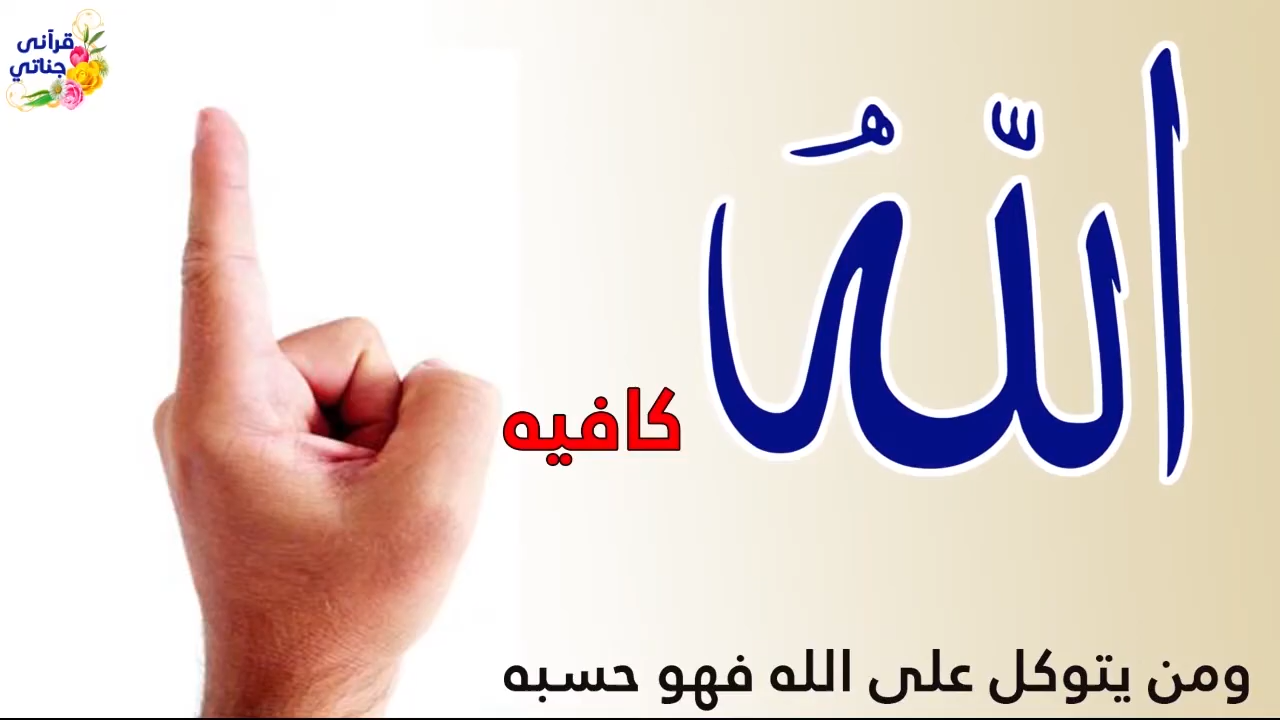 قرآنى
جناتي
اللهُ
كافيه
ومن يتوكل على الله فهو حسبه